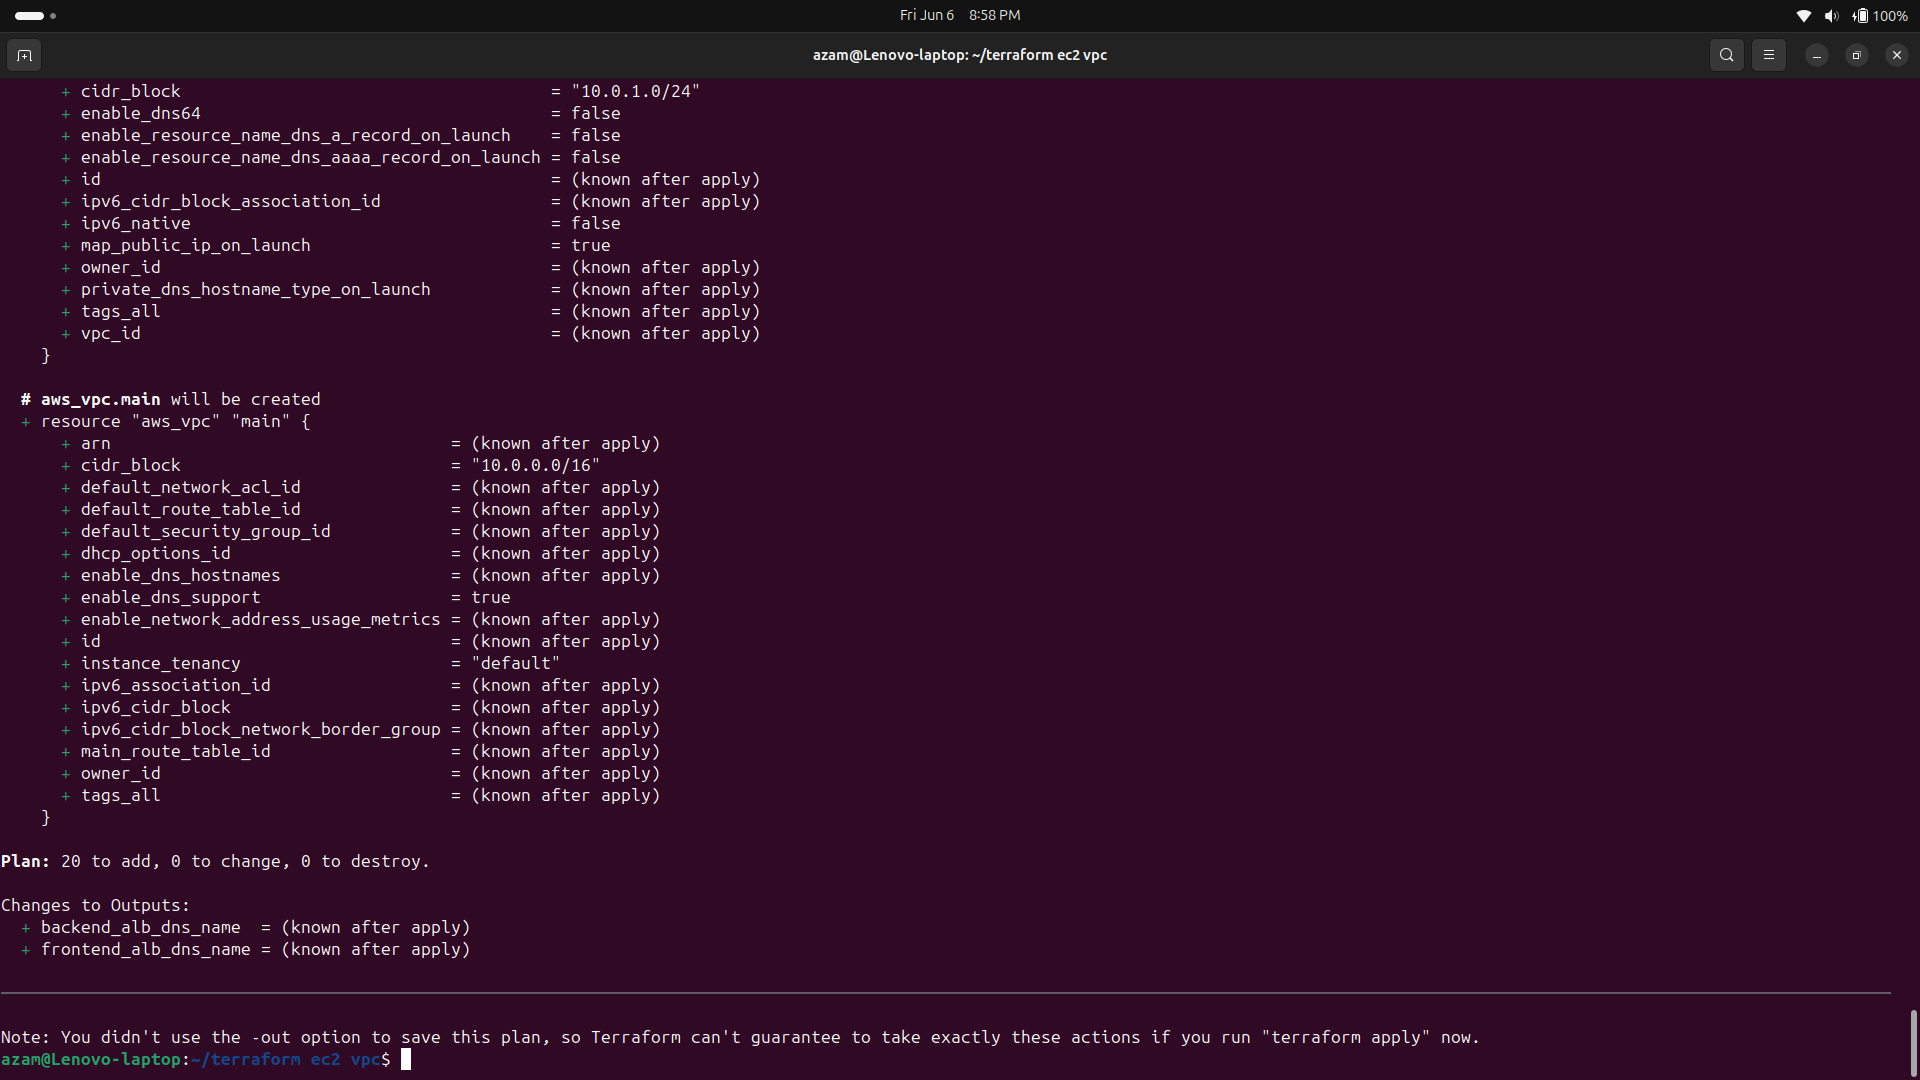 Fri Jun 6 8:58 PM
100%
azam@Lenovo-laptop: ~/terraform ec2 vpc
+ cidr_block = "10.0.1.0/24"
+ enable_dns64 = false
+ enable_resource_name_dns_a_record_on_launch = false
+ enable_resource_name_dns_aaaa_record_on_launch = false
+ id = (known after apply)
+ ipv6_cidr_block_association_id = (known after apply)
+ ipv6_native = false
+ map_public_ip_on_launch = true
+ owner_id = (known after apply)
+ private_dns_hostname_type_on_launch = (known after apply)
+ tags_all = (known after apply)
+ vpc_id = (known after apply)
}
# aws_vpc.main will be created
+ resource "aws_vpc" "main" {
+ arn = (known after apply)
+ cidr_block = "10.0.0.0/16"
+ default_network_acl_id = (known after apply)
+ default_route_table_id = (known after apply)
+ default_security_group_id = (known after apply)
+ dhcp_options_id = (known after apply)
+ enable_dns_hostnames = (known after apply)
+ enable_dns_support = true
+ enable_network_address_usage_metrics = (known after apply)
+ id = (known after apply)
+ instance_tenancy = "default"
+ ipv6_association_id = (known after apply)
+ ipv6_cidr_block = (known after apply)
+ ipv6_cidr_block_network_border_group = (known after apply)
+ main_route_table_id = (known after apply)
+ owner_id = (known after apply)
+ tags_all = (known after apply)
}
Plan: 20 to add, 0 to change, 0 to destroy.
Changes to Outputs:
+ backend_alb_dns_name = (known after apply)
+ frontend_alb_dns_name = (known after apply)
Note: You didn't use the -out option to save this plan, so Terraform can't guarantee to take exactly these actions if you run "terraform apply" now.
azam@Lenovo-laptop:~/terraform ec2 vpc$